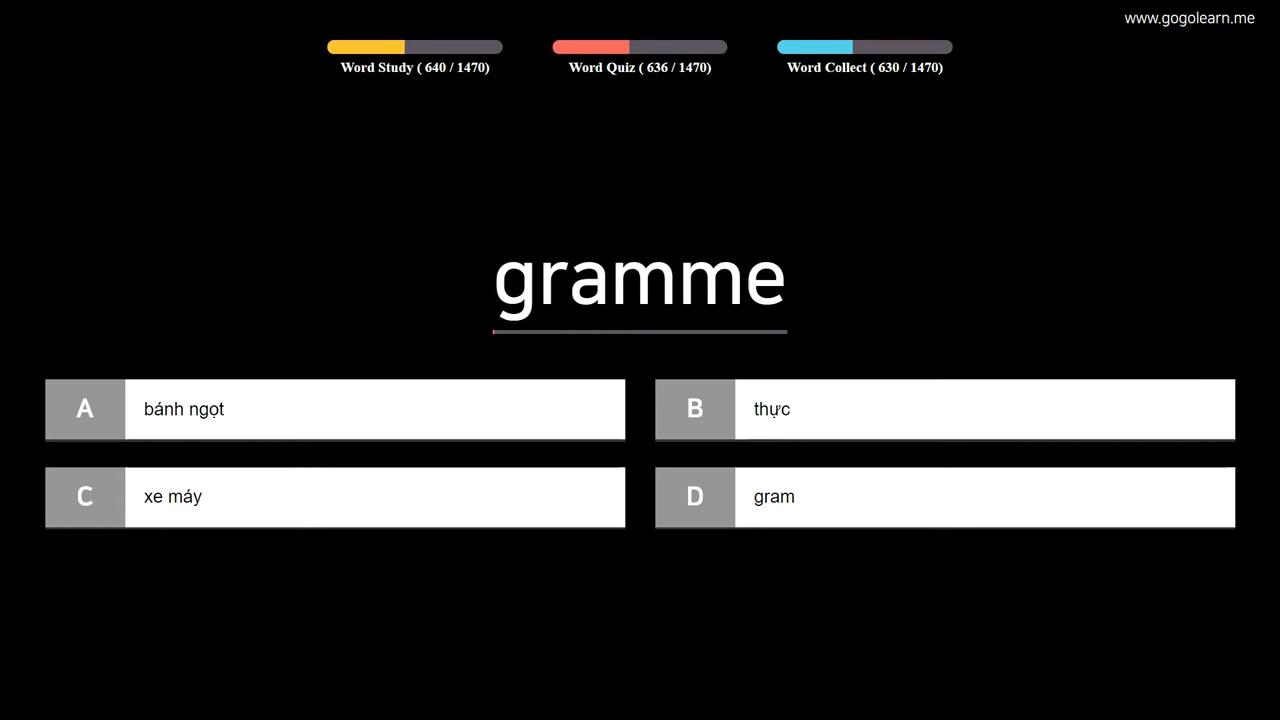 www.gogolearn.me
Word Study ( 640 / 1470)
Word Quiz ( 636 / 1470)
Word Collect ( 630 / 1470)
gramme
A bánh ngọt
B thực
C xe máy
D gram